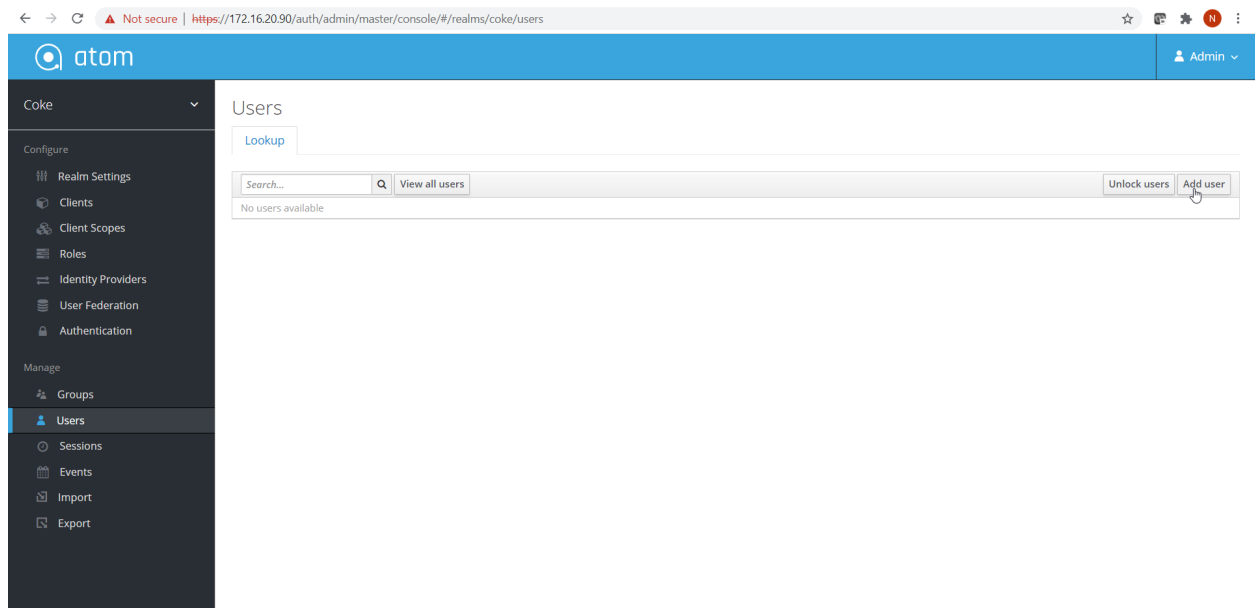 Not secure | https://172.16.20.90/auth/admin/master/console/#/realms/coke/users
N
atom
Admin
Coke
Users
Lookup
Configure
Realm Settings
Search...
View all users
Unlock users
Add user
Clients
No users available
Client Scopes
Roles
Identity Providers
User Federation
Authentication
Manage
Groups
Users
Sessions
Events
Import
Export